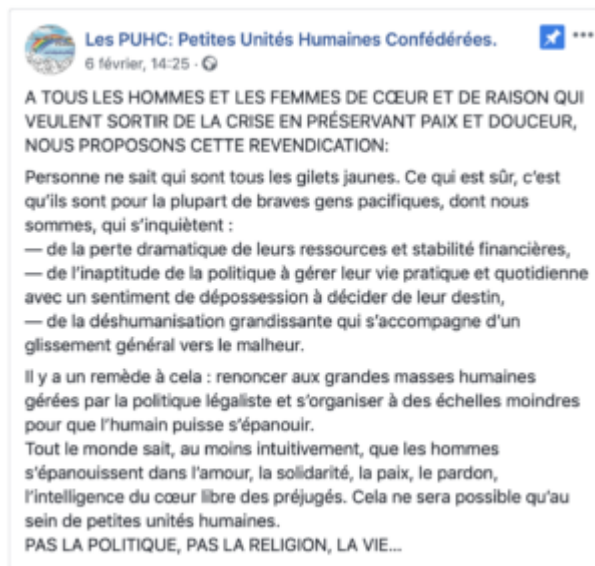 Les PUHC: Petites Unités Humaines Confédérées.
6 février, 14:25 ·
A TOUS LES HOMMES ET LES FEMMES DE CŒUR ET DE RAISON QUI
VEULENT SORTIR DE LA CRISE EN PRÉSERVANT PAIX ET DOUCEUR,
NOUS PROPOSONS CETTE REVENDICATION:
Personne ne sait qui sont tous les gilets jaunes. Ce qui est sûr, c'est
qu'ils sont pour la plupart de braves gens pacifiques, dont nous
sommes, qui s'inquiètent :
— de la perte dramatique de leurs ressources et stabilité financières,
— de l'inaptitude de la politique à gérer leur vie pratique et quotidienne
avec un sentiment de dépossession à décider de leur destin,
— de la déshumanisation grandissante qui s'accompagne d'un
glissement général vers le malheur.
Il y a un remède à cela : renoncer aux grandes masses humaines
gérées par la politique légaliste et s'organiser à des échelles moindres
pour que l'humain puisse s'épanouir.
Tout le monde sait, au moins intuitivement, que les hommes
s'épanouissent dans l'amour, la solidarité, la paix, le pardon,
l'intelligence du cœur libre des préjugés. Cela ne sera possible qu'au
sein de petites unités humaines.
PAS LA POLITIQUE, PAS LA RELIGION, LA VIE...